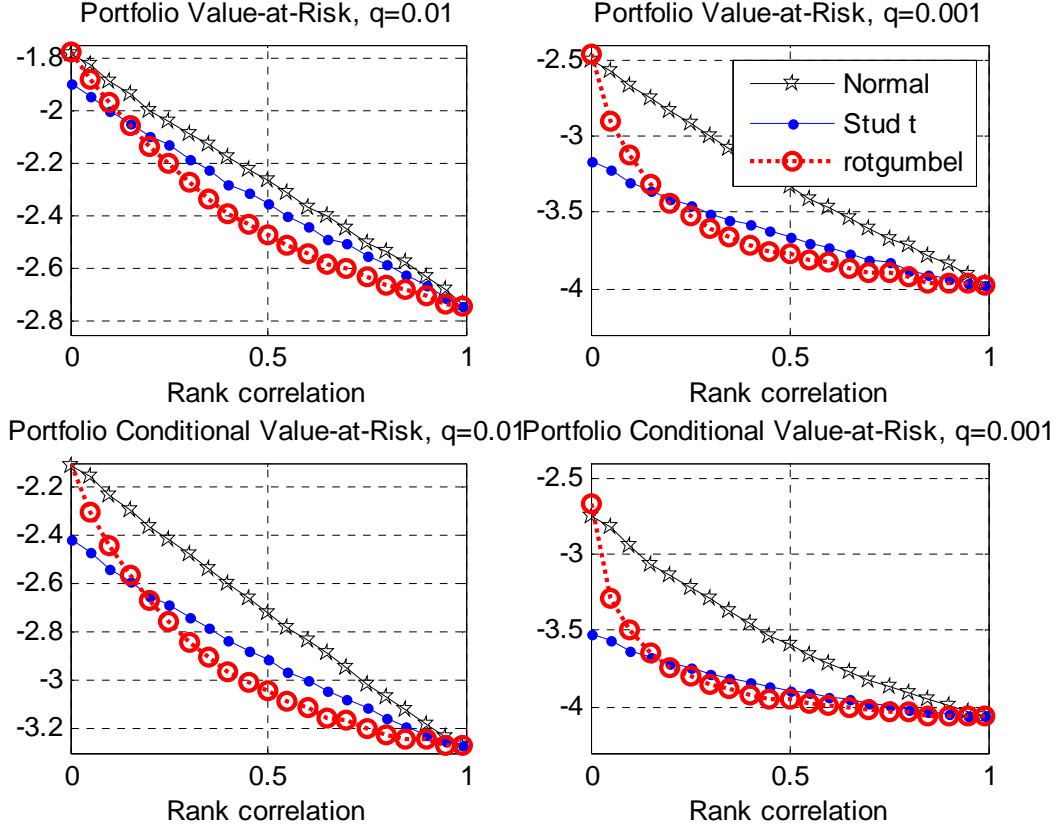 Portfolio Value-at-Risk, q=0.01
-1.8
-2
-2.2
-2.4
-2.6
-2.8
0
0.5
1
Rank correlation
Portfolio Value-at-Risk, q=0.001
-2.5
-3
-3.5
-4
Normal
Stud t
rotgumbel
0
0.5
1
Rank correlation
Portfolio Conditional Value-at-Risk, q=0.01
-2.2
-2.4
-2.6
-2.8
-3
-3.2
0
0.5
1
Rank correlation
Portfolio Conditional Value-at-Risk, q=0.001
-2.5
-3
-3.5
-4
0
0.5
1
Rank correlation